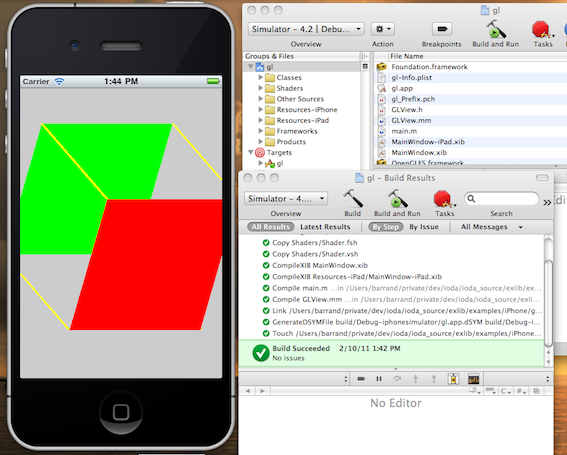 Carrier
1:44 PM
gl
Simulator - 4.2 | Debu...
Overview
Action
Breakpoints
Build and Run
Tasks
Groups & Files
File Name
gl
Classes
Shaders
Other Sources
Resources-iPhone
Resources-iPad
Frameworks
Products
Targets
gl
Foundation.framework
gl-Info.plist
gl.app
gl_Prefix.pch
GLView.h
GLView.mm
main.m
MainWindow-iPad.xib
MainWindow.xib
OpenGLES.framework
gl - Build Results
Simulator - 4....
Overview
Build
Build and Run
Tasks
Search
All Results
Latest Results
By Step
By Issue
All Messages
Copy Shaders/Shader.fsh
Copy Shaders/Shader.vsh
CompileXIB MainWindow.xib
CompileXIB Resources-iPad/MainWindow-iPad.xib
Compile main.m ...in /Users/barrand/private/dev/ioda/ioda_source/exlib/
Compile GLView.mm ...in /Users/barrand/private/dev/ioda/ioda_source/exlib/
Link /Users/barrand/private/dev/ioda/ioda_source/exlib/examples/iPhone/g
GenerateDSYMFile build/Debug-iphonesimulator/gl.app.dSYM build/Debug-i
Touch /Users/barrand/private/dev/ioda/ioda_source/exlib/examples/iPhone...
Build Succeeded 2/10/11 1:42 PM
No issues
No Editor